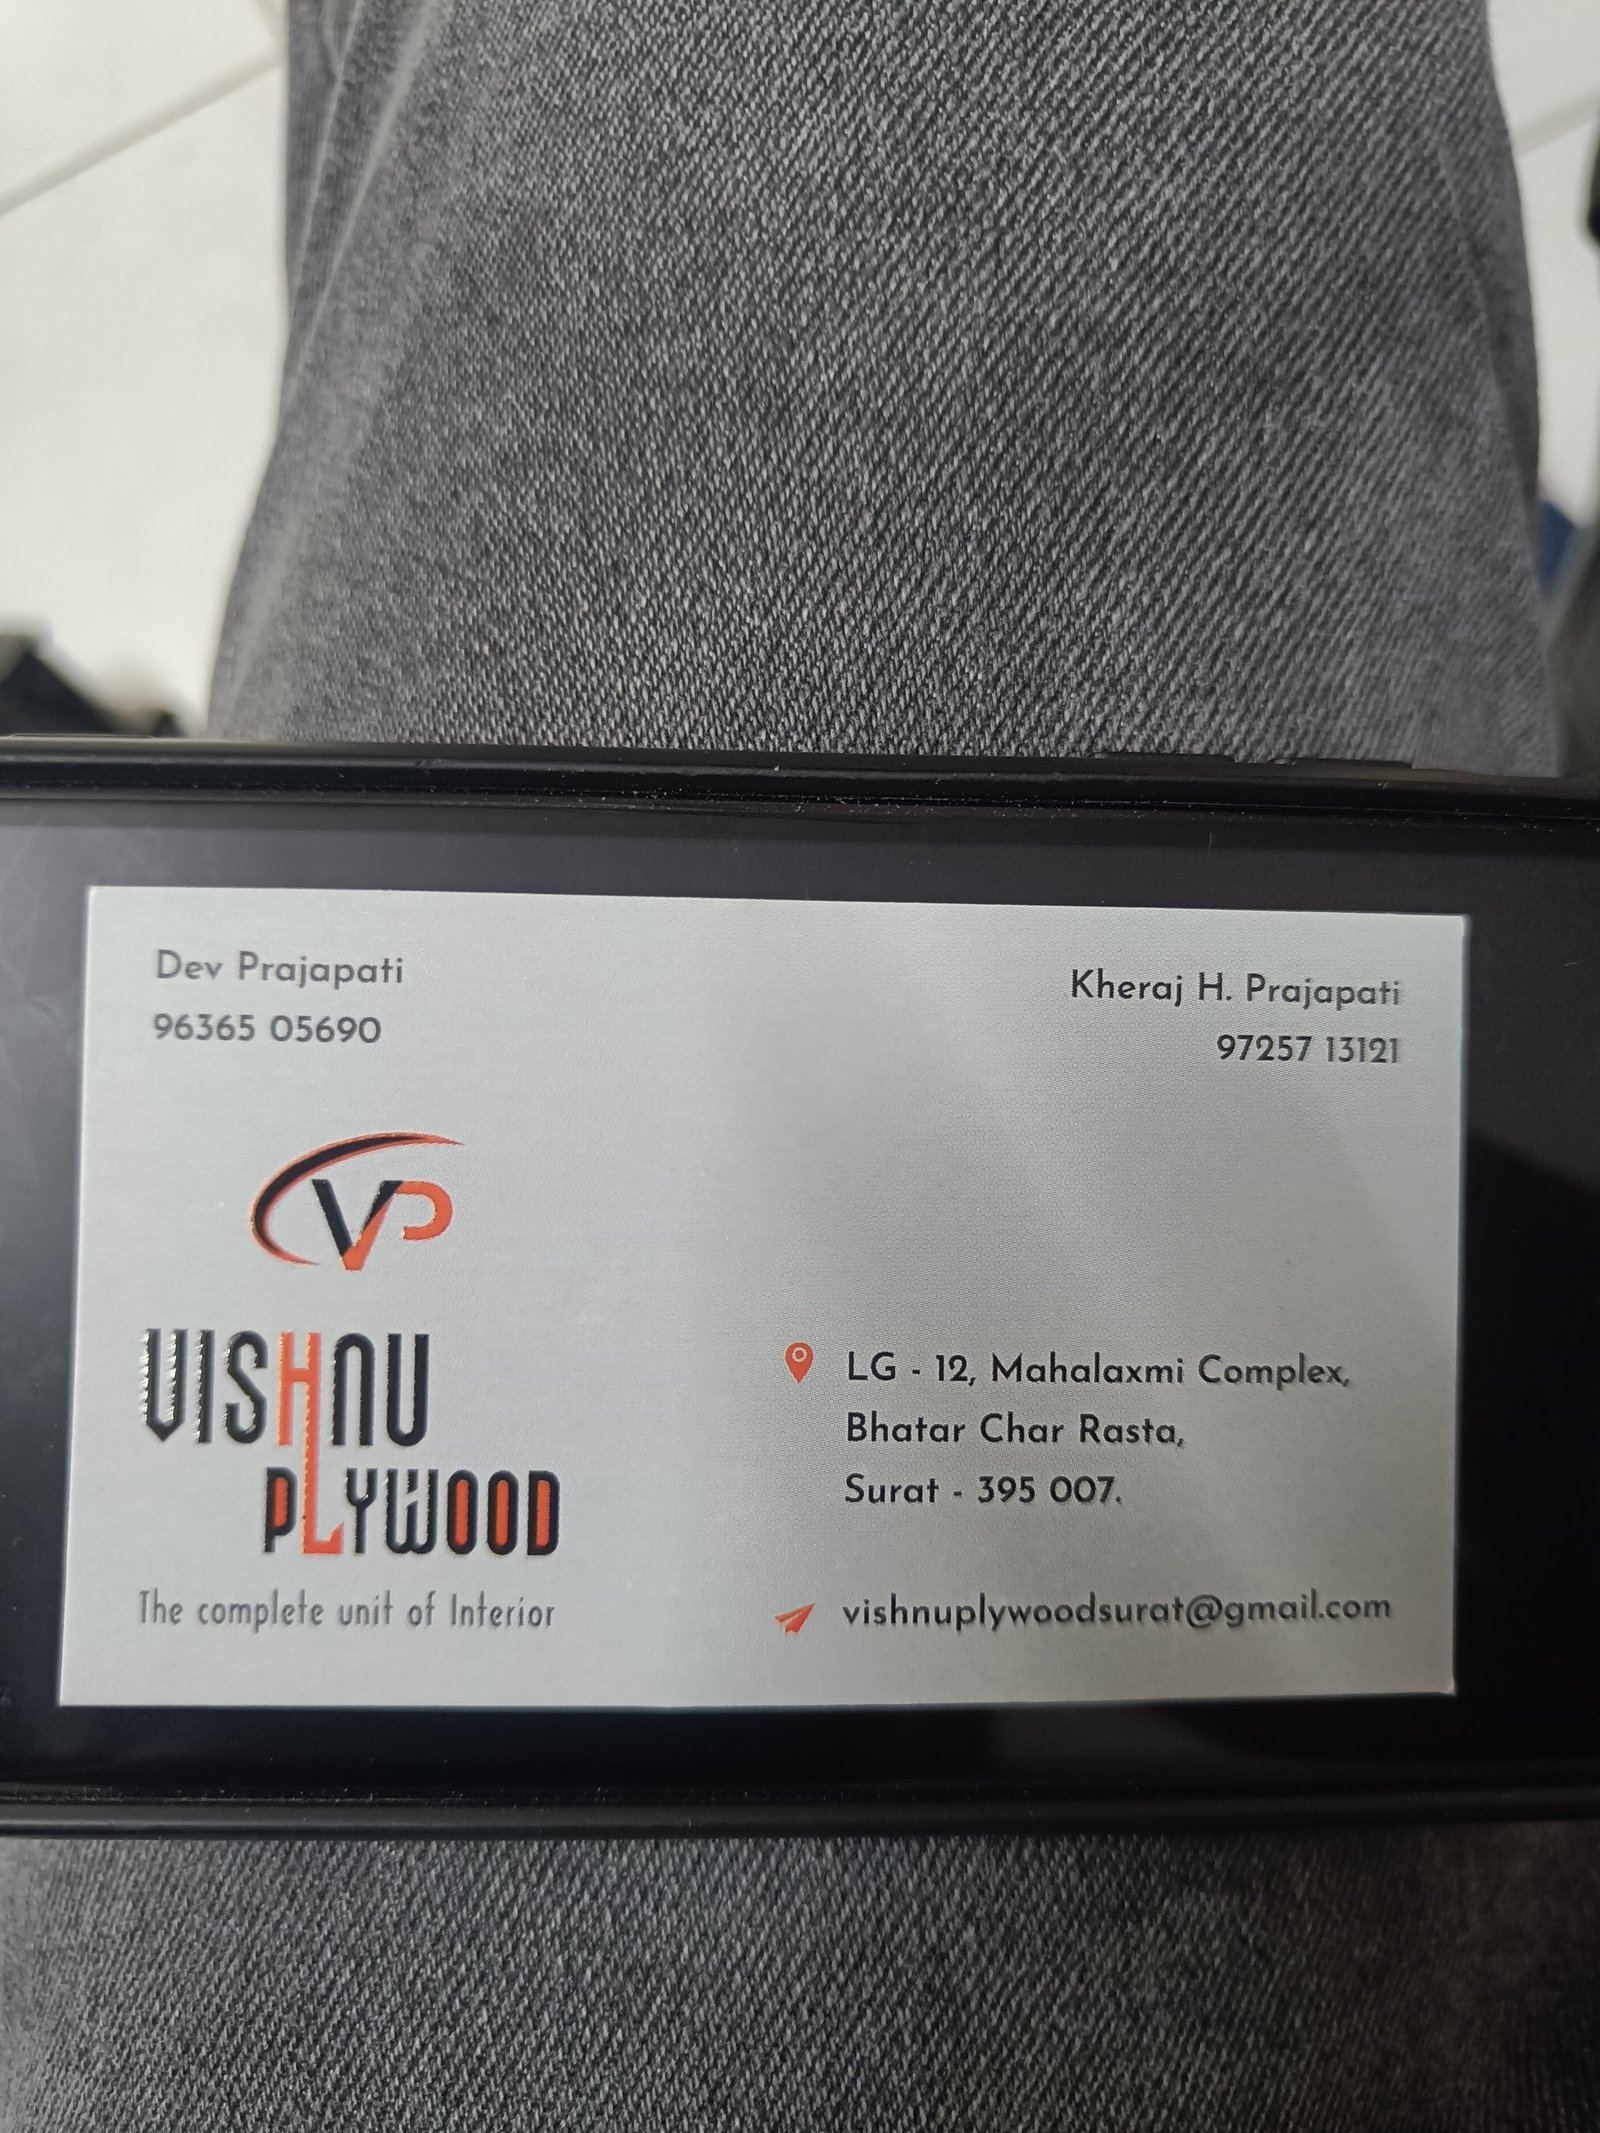 Dev Prajapati
96365 05690
Kheraj H. Prajapati
97257 13121
VP
VISHNU
PLYWOOD
The complete unit of Interior
LG - 12, Mahalaxmi Complex,
Bhatar Char Rasta,
Surat - 395 007.
vishnuplywoodsurat@gmail.com